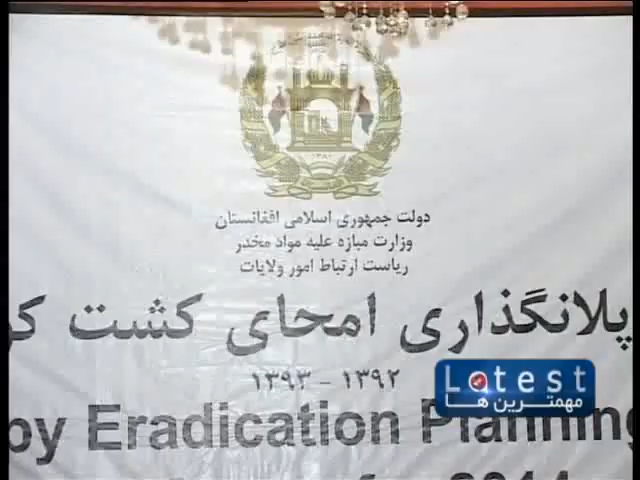 دولت جمهوری اسلامی افغانستان
وزارت مبارزه علیه مواد مخدر
ریاست ارتباط امور ولایات
پلانگذاری امحای کشت
۱۳۹۲ - ۱۳۹۳
Latest
مهمترین ها
Eradication Planning